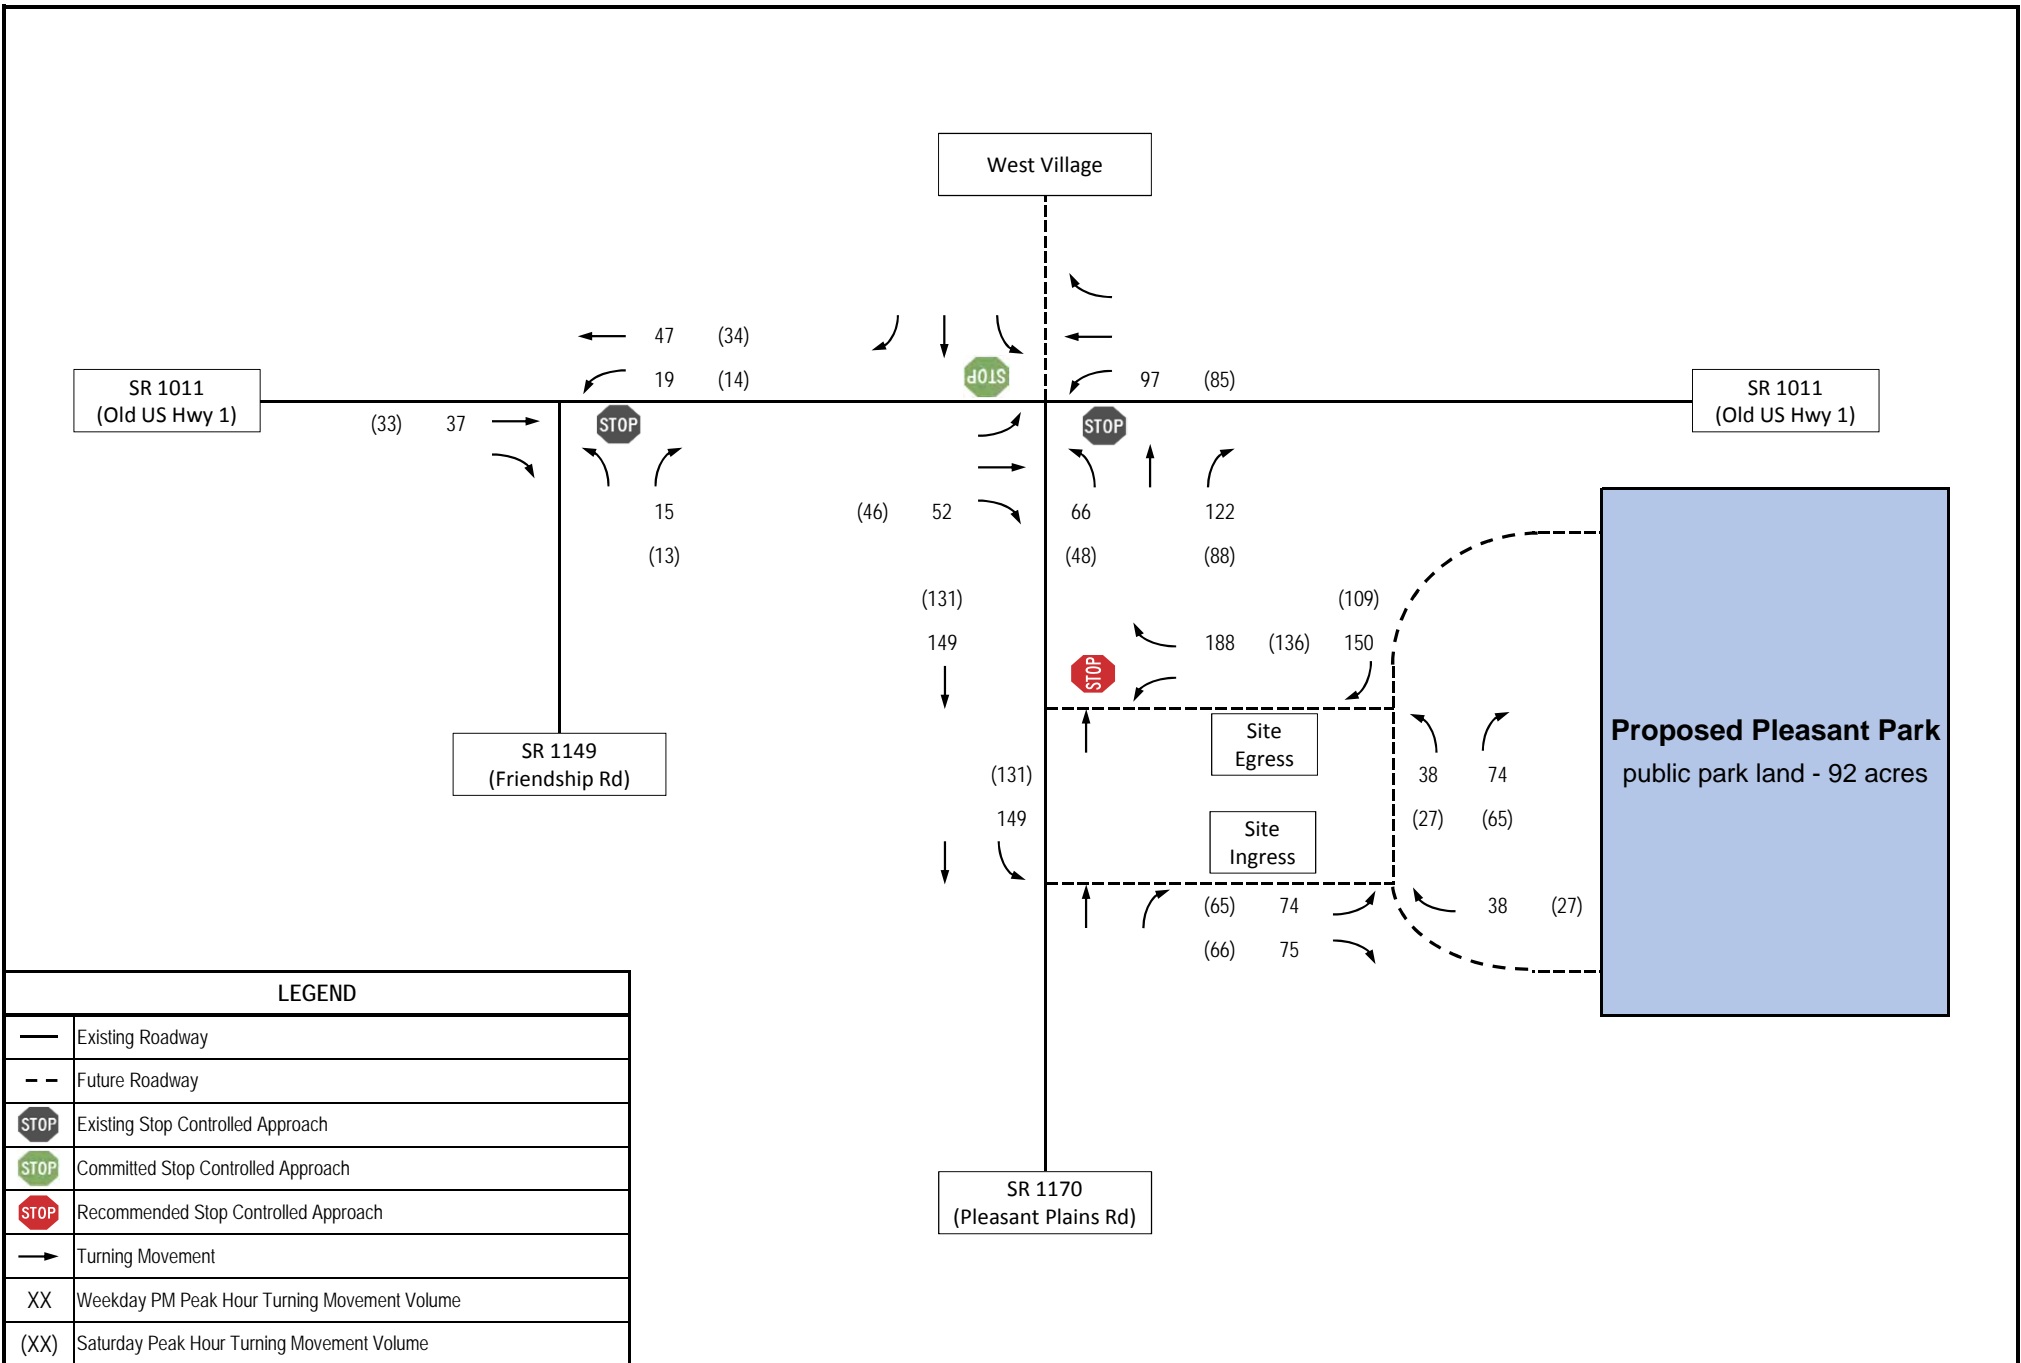 West Village
47 (34)
19 (14)
STOP
97 (85)
SR 1011
(Old US Hwy 1)
SR 1011
(Old US Hwy 1)
(33) 37
STOP
STOP
15
(13)
(46) 52
66
(48)
122
(88)
(131)
149
(109)
188 (136) 150
STOP
SR 1149
(Friendship Rd)
Site
Egress
(131)
149
38 74
(27) (65)
Proposed Pleasant Park
public park land - 92 acres
Site
Ingress
(65) 74
(66) 75
38 (27)
SR 1170
(Pleasant Plains Rd)
LEGEND
Existing Roadway
Future Roadway
STOP Existing Stop Controlled Approach
STOP Committed Stop Controlled Approach
STOP Recommended Stop Controlled Approach
Turning Movement
XX Weekday PM Peak Hour Turning Movement Volume
(XX) Saturday Peak Hour Turning Movement Volume